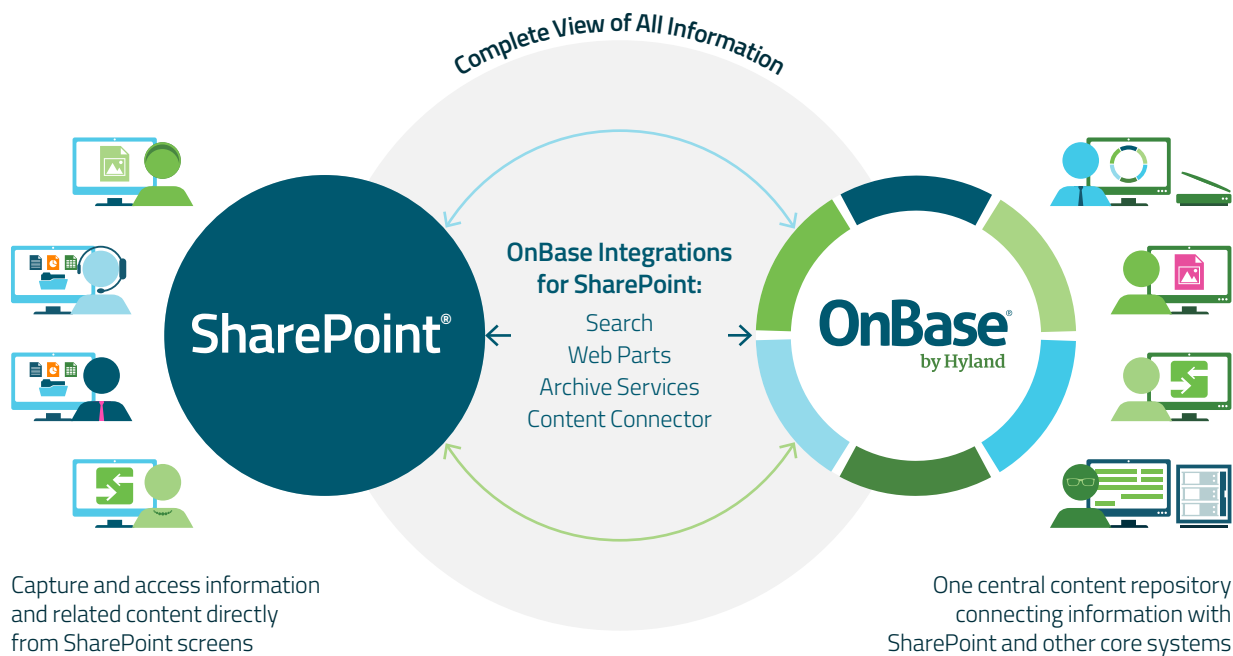 Complete View of All Information
SharePoint®
OnBase Integrations
for SharePoint:
Search
Web Parts
Archive Services
Content Connector
OnBase®
by Hyland
Capture and access information
and related content directly
from SharePoint screens
One central content repository
connecting information with
SharePoint and other core systems